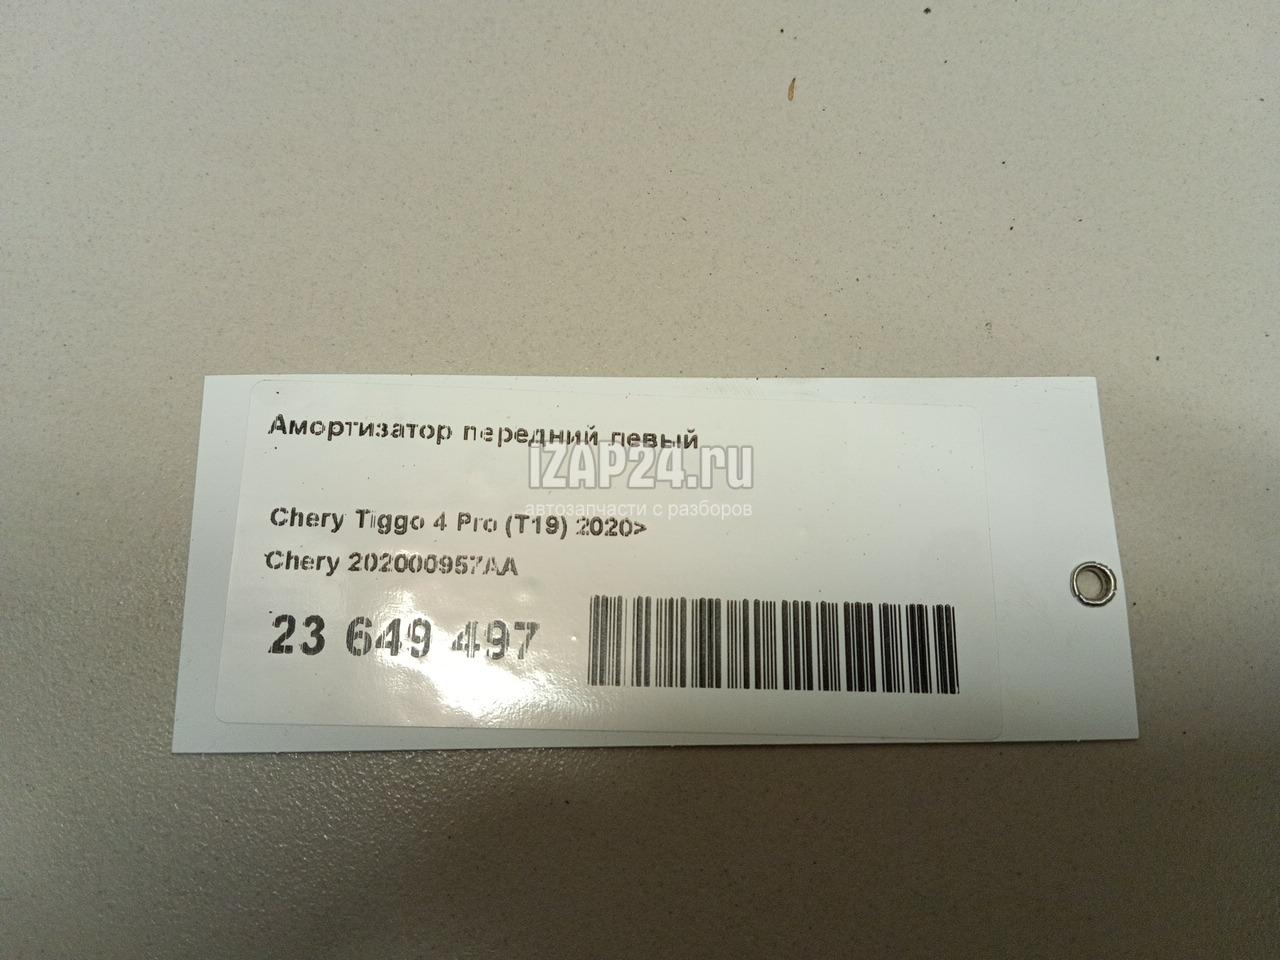 Амортизатор передний левый
iZAP24.ru
автозапчасти с разборов
Chery Tiggo 4 Pro (T19) 2020>
Chery 202000957AA
23 649 497